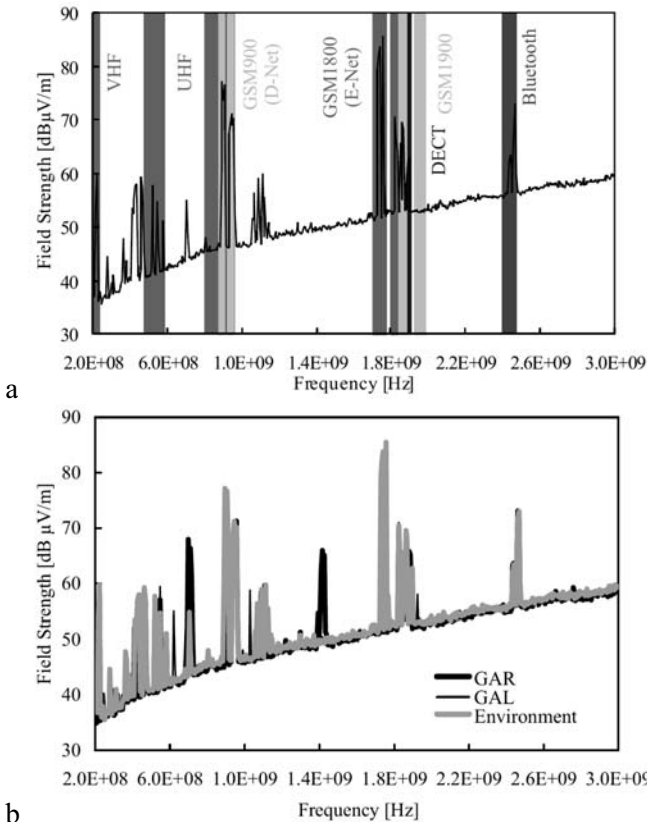 90
80
70
60
50
40
30
Field Strength [dBµV/m]
VHF
UHF
GSM900
(D-Net)
GSM1800
(E-Net)
DECT
GSM1900
Bluetooth
2.0E+08 6.0E+08 1.0E+09 1.4E+09 1.8E+09 2.2E+09 2.6E+09 3.0E+09
Frequency [Hz]
a
90
80
70
60
50
40
30
Field Strength [dB µV/m]
GAR
GAL
Environment
2.0E+08 6.0E+08 1.0E+09 1.4E+09 1.8E+09 2.2E+09 2.6E+09 3.0E+09
Frequency [Hz]
b